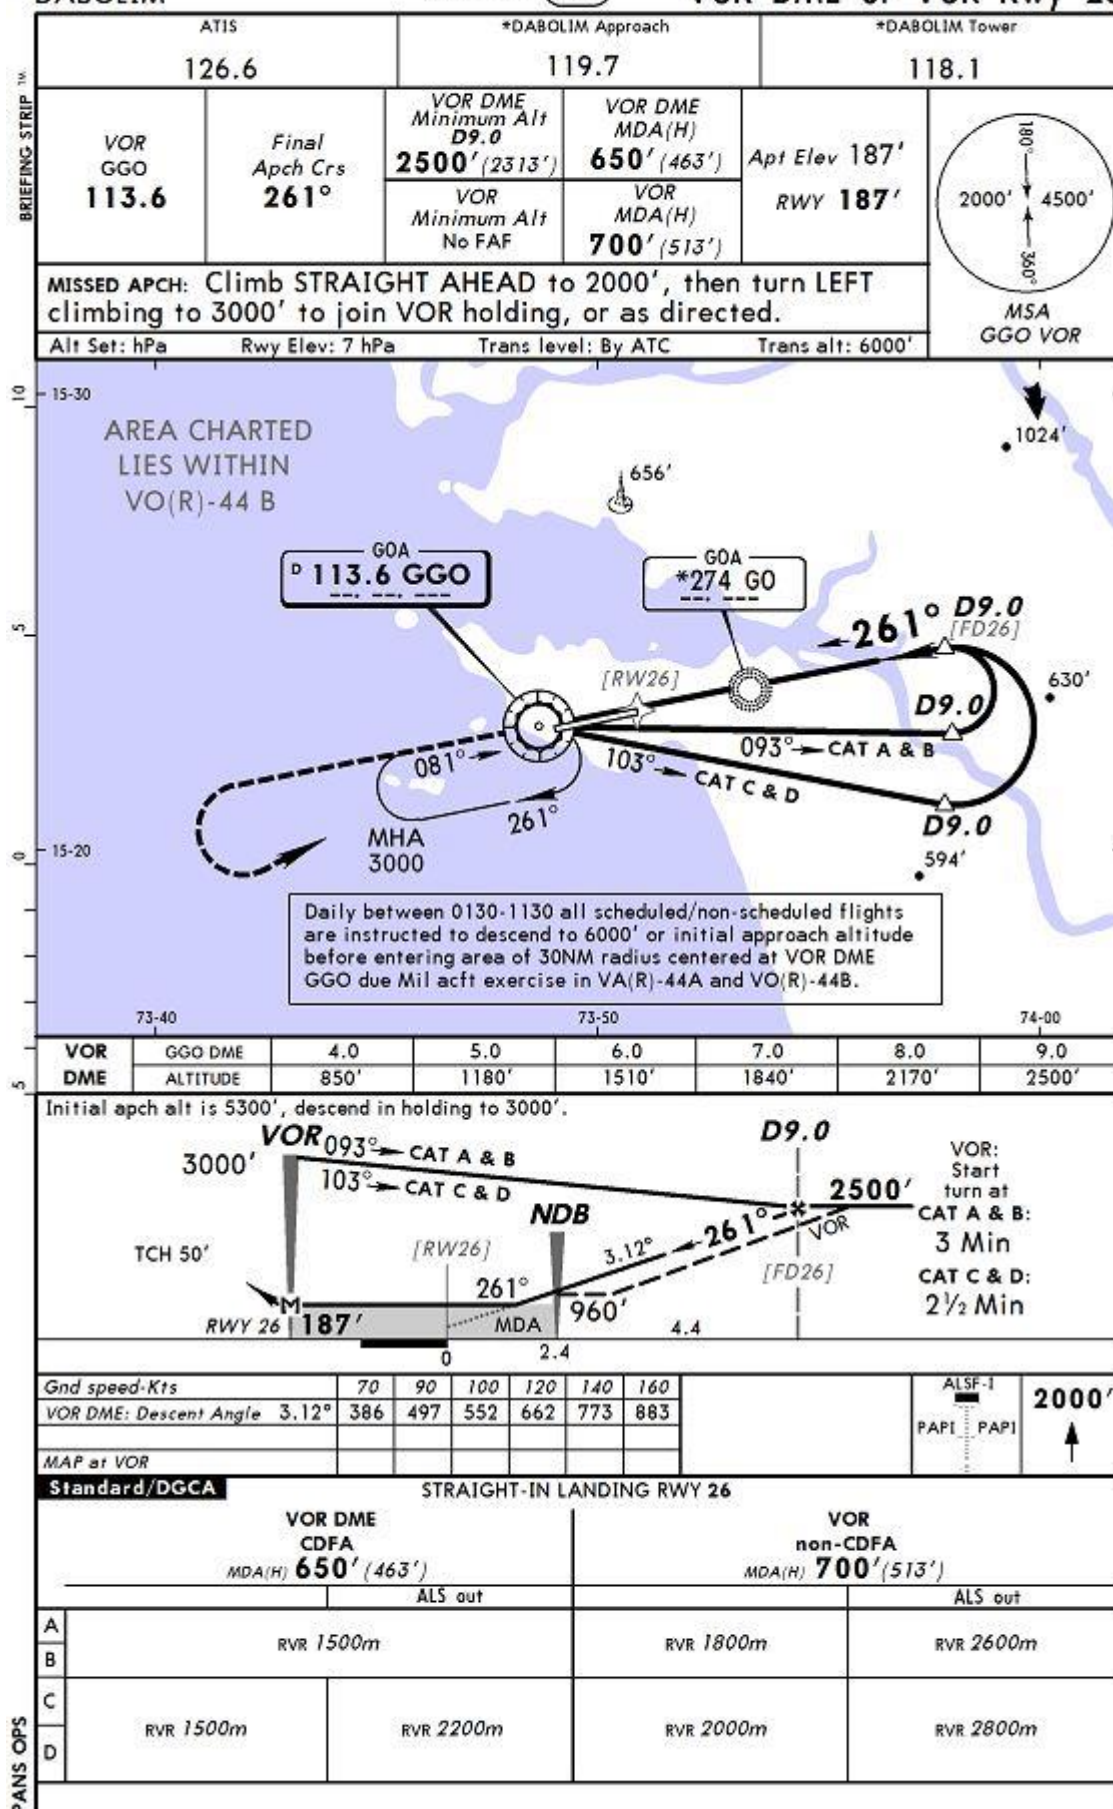 DABOLIM
VOR DME or VOR Rwy 26
BRIEFING STRIP TM
ATIS
126.6
*DABOLIM Approach
119.7
*DABOLIM Tower
118.1
VOR
GGO
113.6
Final
Apch Crs
261°
VOR DME
Minimum Alt
D9.0
2500' (2313')
VOR
Minimum Alt
No FAF
VOR DME
MDA(H)
650' (463')
VOR
MDA(H)
700' (513')
Apt Elev 187'
RWY 187'
180°
2000' 4500'
360°
MSA
GGO VOR
MISSED APCH: Climb STRAIGHT AHEAD to 2000', then turn LEFT
climbing to 3000' to join VOR holding, or as directed.
Alt Set: hPa Rwy Elev: 7 hPa Trans level: By ATC Trans alt: 6000'
10
5
0
5
15-30
AREA CHARTED
LIES WITHIN
VO(R)-44 B
1024'
656'
GOA
D 113.6 GGO
GOA
*274 GO
261° D9.0
[FD26]
[RW26]
630'
D9.0
093° CAT A & B
103° CAT C & D
081°
261°
D9.0
MHA
3000
15-20
594'
Daily between 0130-1130 all scheduled/non-scheduled flights
are instructed to descend to 6000' or initial approach altitude
before entering area of 30NM radius centered at VOR DME
GGO due Mil acft exercise in VA(R)-44A and VO(R)-44B.
73-40 73-50 74-00
VOR DME
GGO DME 4.0 5.0 6.0 7.0 8.0 9.0
ALTITUDE 850' 1180' 1510' 1840' 2170' 2500'
Initial apch alt is 5300', descend in holding to 3000'.
VOR
3000'
093° CAT A & B
103° CAT C & D
D9.0
2500'
VOR:
Start
turn at
CAT A & B:
3 Min
CAT C & D:
2½ Min
NDB
261°
VOR
3.12°
TCH 50'
[RW26]
[FD26]
261°
M
960'
RWY 26 187'
MDA
4.4
0
2.4
Gnd speed-Kts 70 90 100 120 140 160
VOR DME: Descent Angle 3.12° 386 497 552 662 773 883
MAP at VOR
ALSF-I
PAPI PAPI
2000'
Standard/DGCA
STRAIGHT-IN LANDING RWY 26
VOR DME
CDFA
MDA(H) 650' (463')
ALS out
VOR
non-CDFA
MDA(H) 700' (513')
ALS out
A
B
RVR 1500m
RVR 1800m
RVR 2600m
C
D
RVR 1500m
RVR 2200m
RVR 2000m
RVR 2800m
PANS OPS